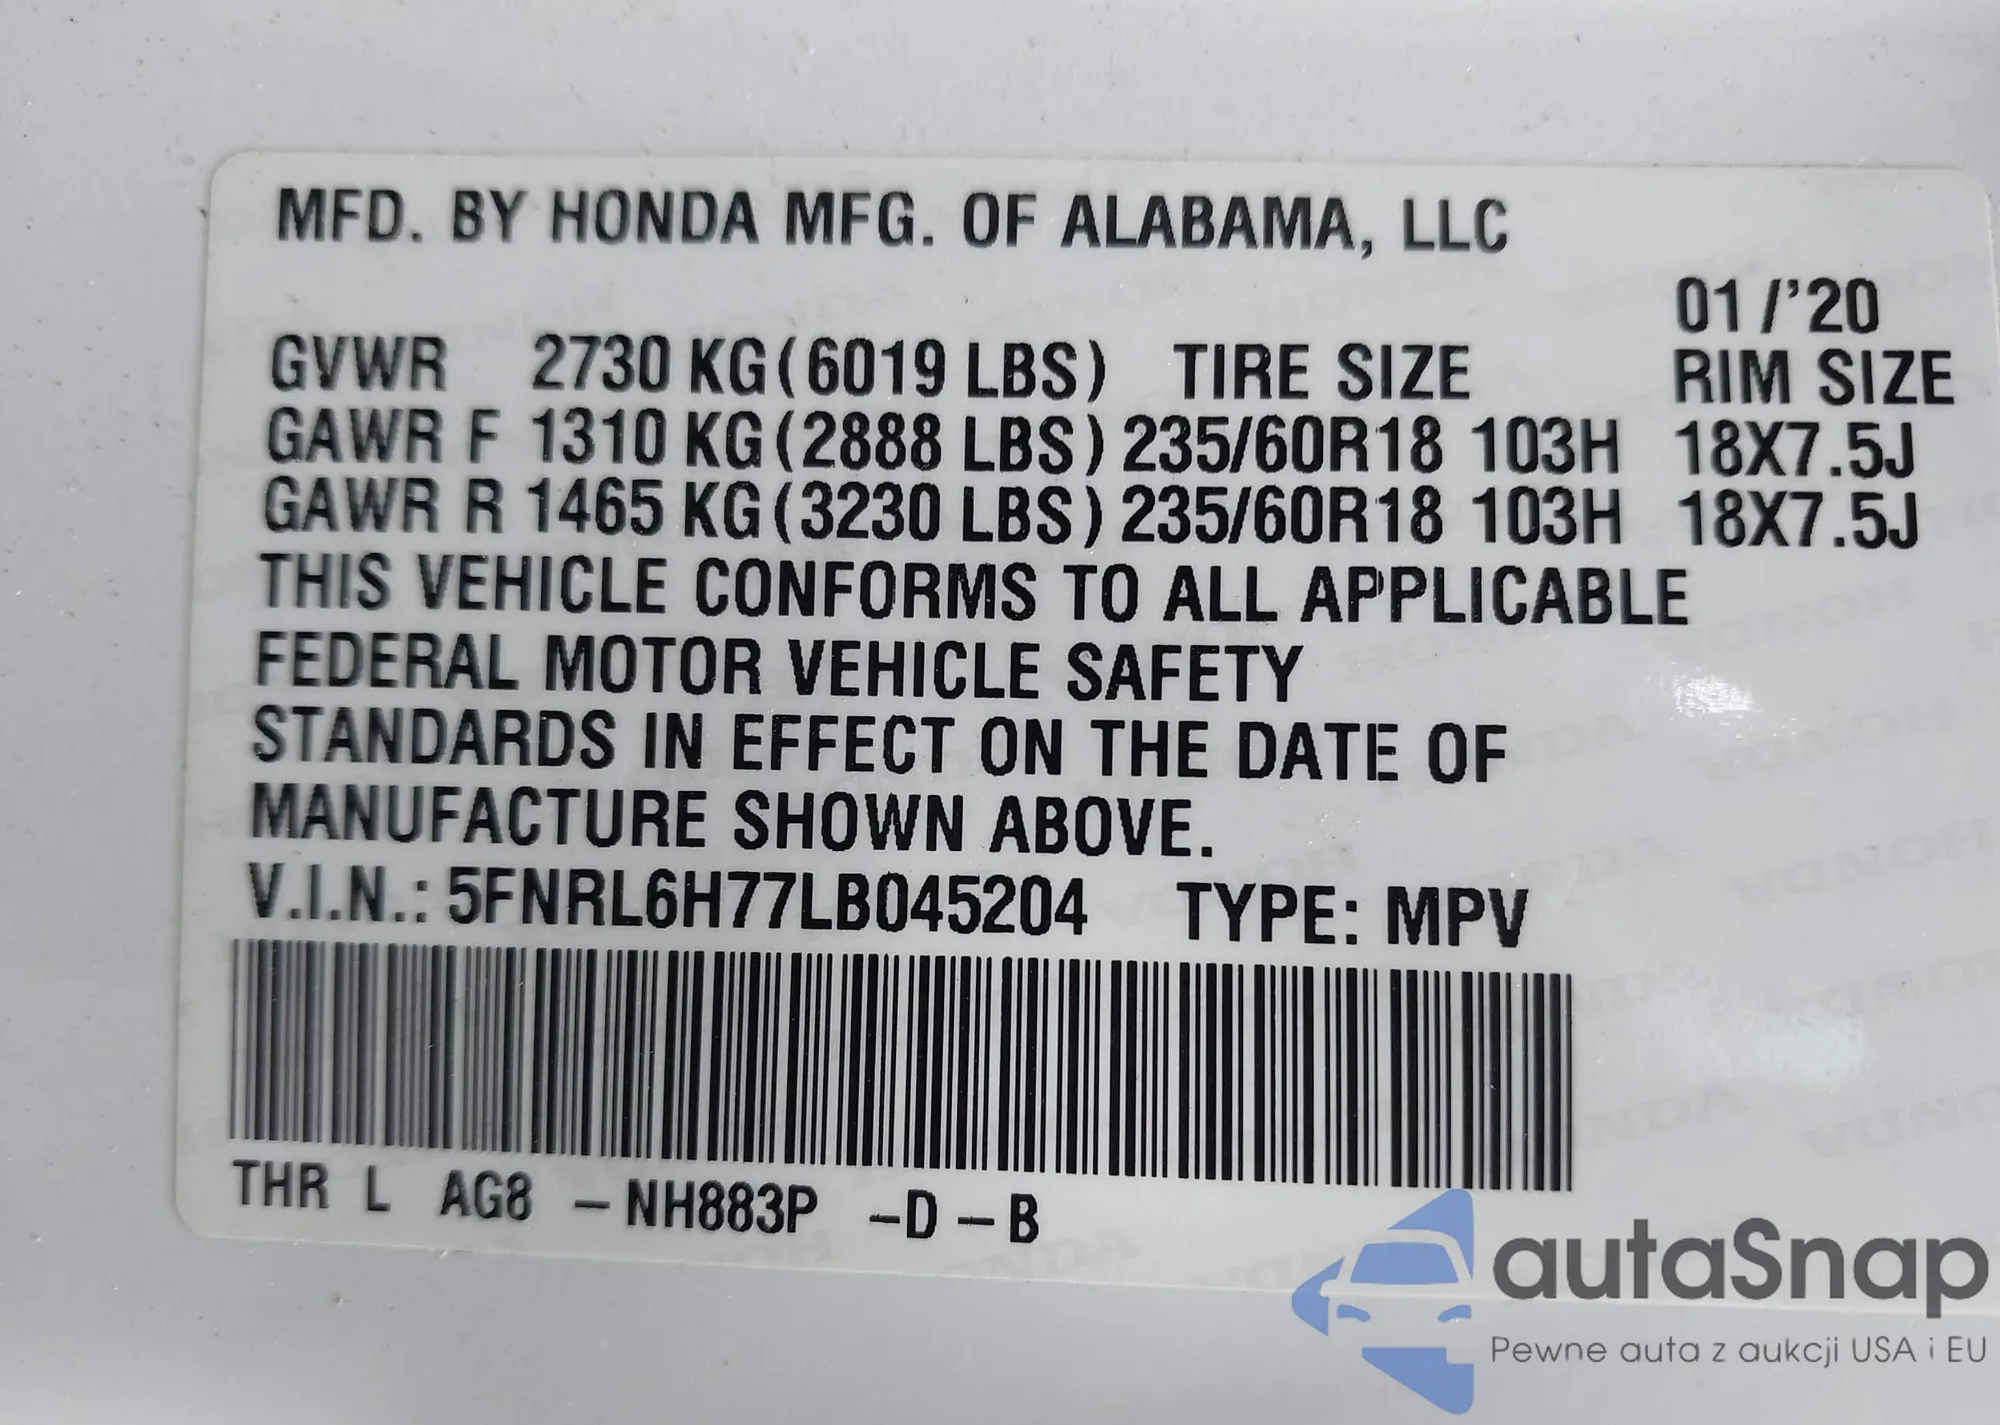 MFD. BY HONDA MFG. OF ALABAMA, LLC
01/'20
GVWR 2730 KG(6019 LBS) TIRE SIZE RIM SIZE
GAWR F 1310 KG(2888 LBS) 235/60R18 103H 18X7.5J
GAWR R 1465 KG(3230 LBS) 235/60R18 103H 18X7.5J
THIS VEHICLE CONFORMS TO ALL APPLICABLE
FEDERAL MOTOR VEHICLE SAFETY
STANDARDS IN EFFECT ON THE DATE OF
MANUFACTURE SHOWN ABOVE.
V.I.N.: 5FNRL6H77LB045204 TYPE: MPV
THR L AG8 -NH883P -D-B
autaSnap
Pewne auta z aukcji USA i EU